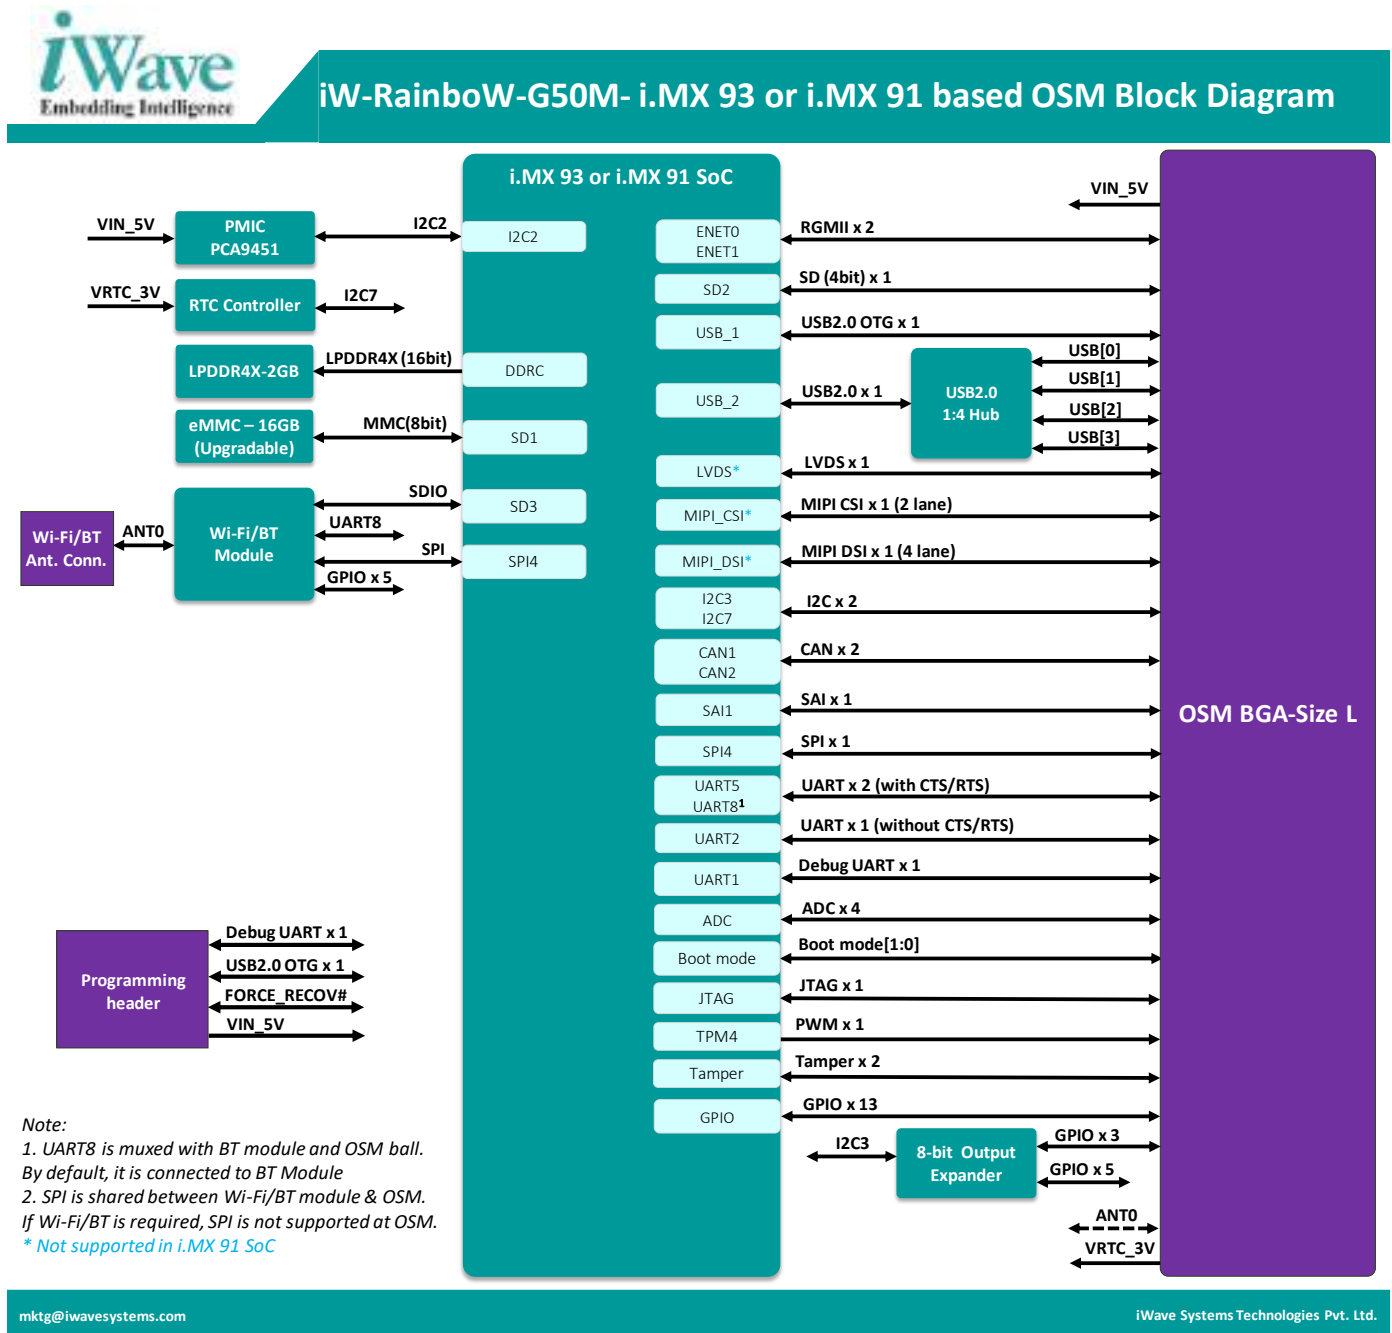 iWave
Embedding Intelligence
iW-RainboW-G50M- i.MX 93 or i.MX 91 based OSM Block Diagram
i.MX 93 or i.MX 91 SoC
VIN_5V
PMIC
PCA9451
I2C2
I2C2
VRTC_3V
RTC Controller
I2C7
LPDDR4X-2GB
LPDDR4X (16bit)
DDRC
eMMC – 16GB
(Upgradable)
MMC(8bit)
SD1
Wi-Fi/BT
Ant. Conn.
ANT0
Wi-Fi/BT
Module
SDIO
SD3
UART8
SPI
SPI4
GPIO x 5
Programming
header
Debug UART x 1
USB2.0 OTG x 1
FORCE_RECOV#
VIN_5V
VIN_5V
ENET0
ENET1
RGMII x 2
SD2
SD (4bit) x 1
USB_1
USB2.0 OTG x 1
USB_2
USB2.0 x 1
USB2.0
1:4 Hub
USB[0]
USB[1]
USB[2]
USB[3]
LVDS*
LVDS x 1
MIPI_CSI*
MIPI CSI x 1 (2 lane)
MIPI_DSI*
MIPI DSI x 1 (4 lane)
I2C3
I2C7
I2C x 2
CAN1
CAN2
CAN x 2
SAI1
SAI x 1
SPI4
SPI x 1
UART5
UART8¹
UART x 2 (with CTS/RTS)
UART2
UART x 1 (without CTS/RTS)
UART1
Debug UART x 1
ADC
ADC x 4
Boot mode
Boot mode[1:0]
JTAG
JTAG x 1
TPM4
PWM x 1
Tamper
Tamper x 2
GPIO
GPIO x 13
I2C3
8-bit Output
Expander
GPIO x 3
GPIO x 5
ANT0
VRTC_3V
OSM BGA-Size L
Note:
1. UART8 is muxed with BT module and OSM ball.
By default, it is connected to BT Module
2. SPI is shared between Wi-Fi/BT module & OSM.
If Wi-Fi/BT is required, SPI is not supported at OSM.
* Not supported in i.MX 91 SoC
mktg@iwavesystems.com
iWave Systems Technologies Pvt. Ltd.